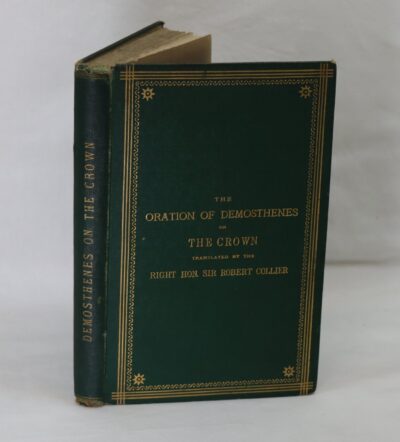 DEMOSTHENES ON THE CROWN
THE
ORATION OF DEMOSTHENES
ON
THE CROWN
TRANSLATED BY THE
RIGHT HON. SIR ROBERT COLLIER